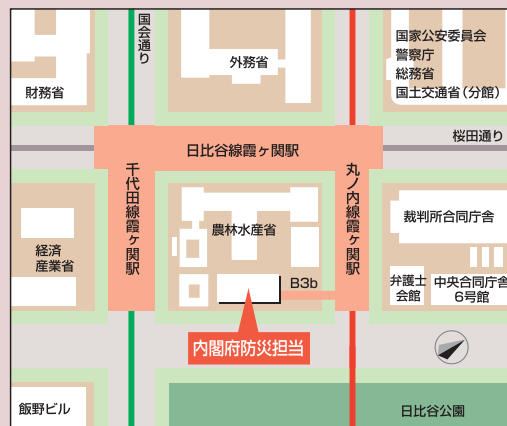 国会通り
外務省
国家公安委員会
警察庁
総務省
国土交通省（分館）
財務省
桜田通り
日比谷線霞ヶ関駅
千代田線霞ヶ関駅
丸ノ内線霞ヶ関駅
農林水産省
裁判所合同庁舎
経済
産業省
B3b
弁護士
会館
中央合同庁舎
6号館
内閣府防災担当
飯野ビル
日比谷公園